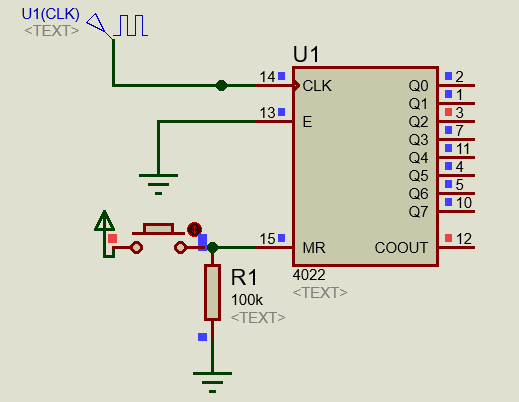 U1(CLK)
<TEXT>
U1
14 CLK Q0 2
Q1 1
13 E Q2 3
Q3 7
Q4 11
Q5 4
Q6 5
Q7 10
15 MR COOUT 12
4022
<TEXT>
R1
100k
<TEXT>